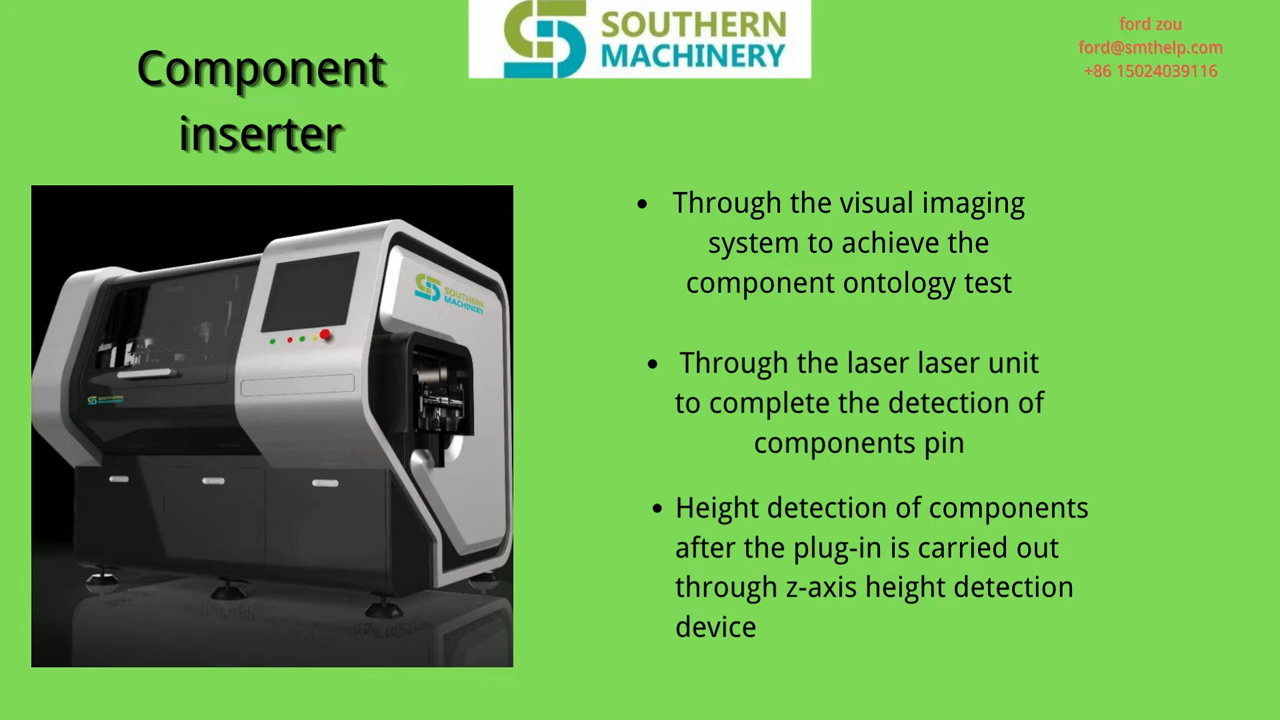 SOUTHERN
MACHINERY
ford zou
ford@smthelp.com
+86 15024039116
Component
inserter
SOUTHERN
MACHINERY
SOUTHERN
MACHINERY
• Through the visual imaging
system to achieve the
component ontology test
• Through the laser laser unit
to complete the detection of
components pin
• Height detection of components
after the plug-in is carried out
through z-axis height detection
device